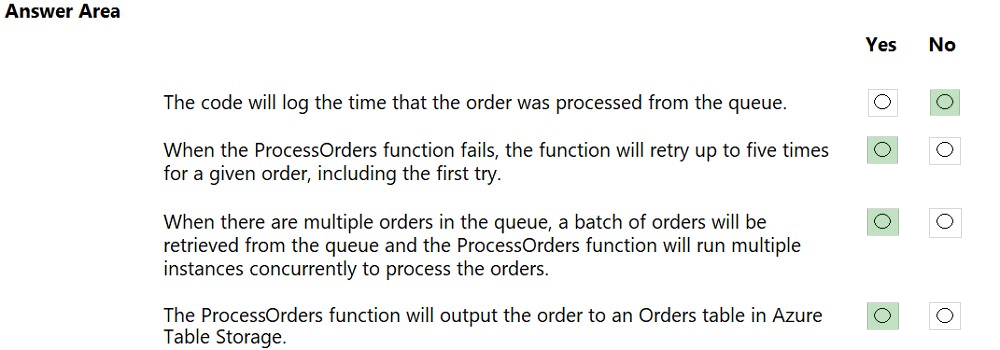 Answer Area
Yes No
The code will log the time that the order was processed from the queue.
When the ProcessOrders function fails, the function will retry up to five times
for a given order, including the first try.
When there are multiple orders in the queue, a batch of orders will be
retrieved from the queue and the ProcessOrders function will run multiple
instances concurrently to process the orders.
The ProcessOrders function will output the order to an Orders table in Azure
Table Storage.